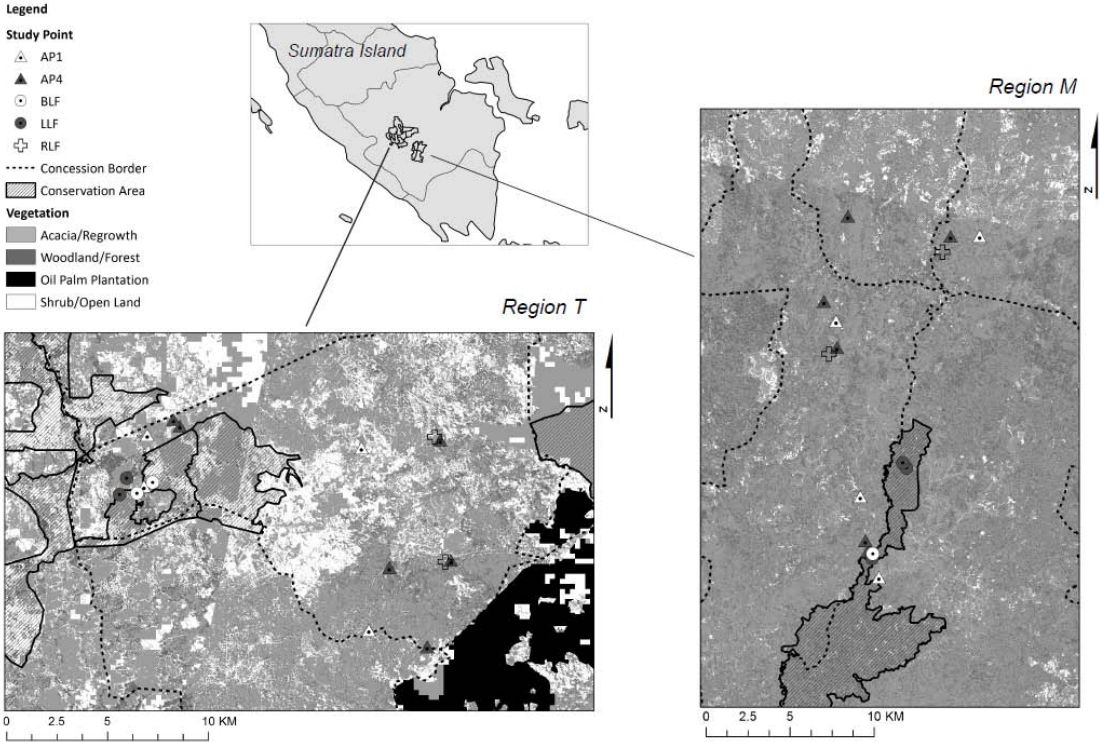 Legend
Study Point
AP1
AP4
BLF
LLF
RLF
Concession Border
Conservation Area
Vegetation
Acacia/Regrowth
Woodland/Forest
Oil Palm Plantation
Shrub/Open Land
Sumatra Island
Region M
N
Region T
N
0 2.5 5 10 KM
0 2.5 5 10 KM